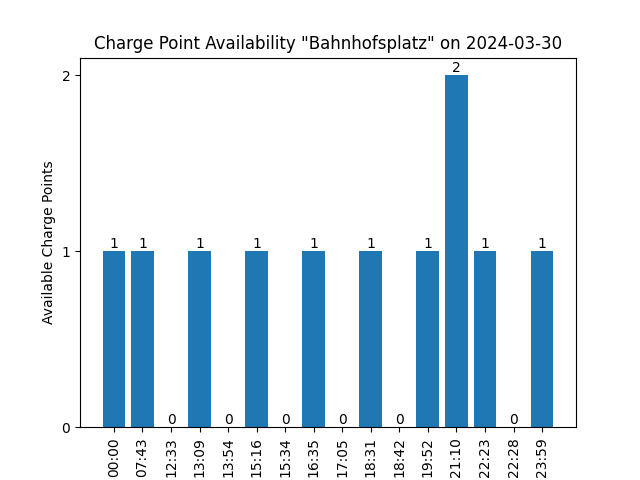 Charge Point Availability "Bahnhofsplatz" on 2024-03-30
Available Charge Points
2
1
0
1 1 0 1 0 1 0 1 0 1 0 1 2 1 0 1
00:00 07:43 12:33 13:09 13:54 15:16 15:34 16:35 17:05 18:31 18:42 19:52 21:10 22:23 22:28 23:59